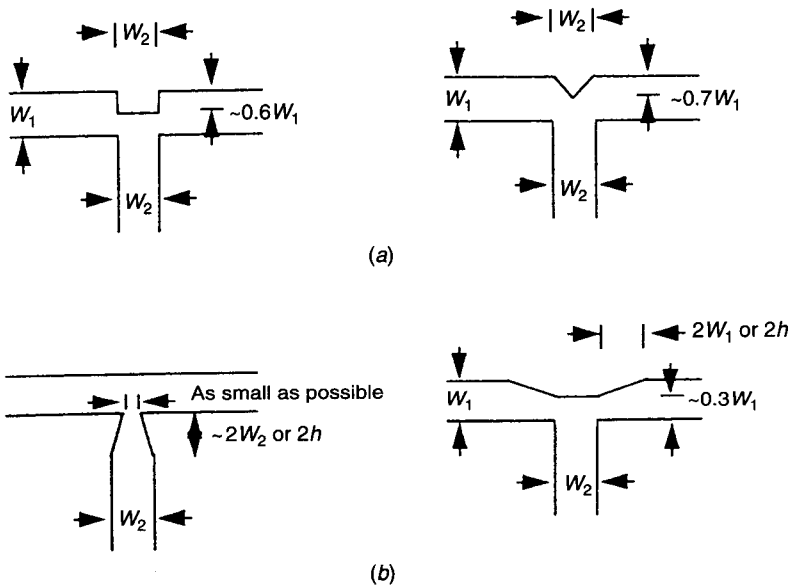 W₂
W₂
W₁
~0.6W₁
W₁
~0.7W₁
W₂
W₂
(a)
2W₁ or 2h
As small as possible
W₁
~0.3W₁
~2W₂ or 2h
W₂
W₂
(b)